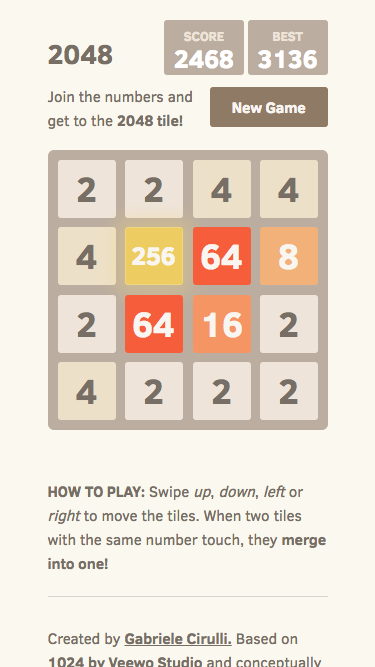 2048
SCORE
2468
BEST
3136
Join the numbers and
get to the 2048 tile!
New Game
2 2 4 4
4 256 64 8
2 64 16 2
4 2 2 2
HOW TO PLAY: Swipe up, down, left or
right to move the tiles. When two tiles
with the same number touch, they merge
into one!
Created by Gabriele Cirulli. Based on
1024 by Veewo Studio and conceptually